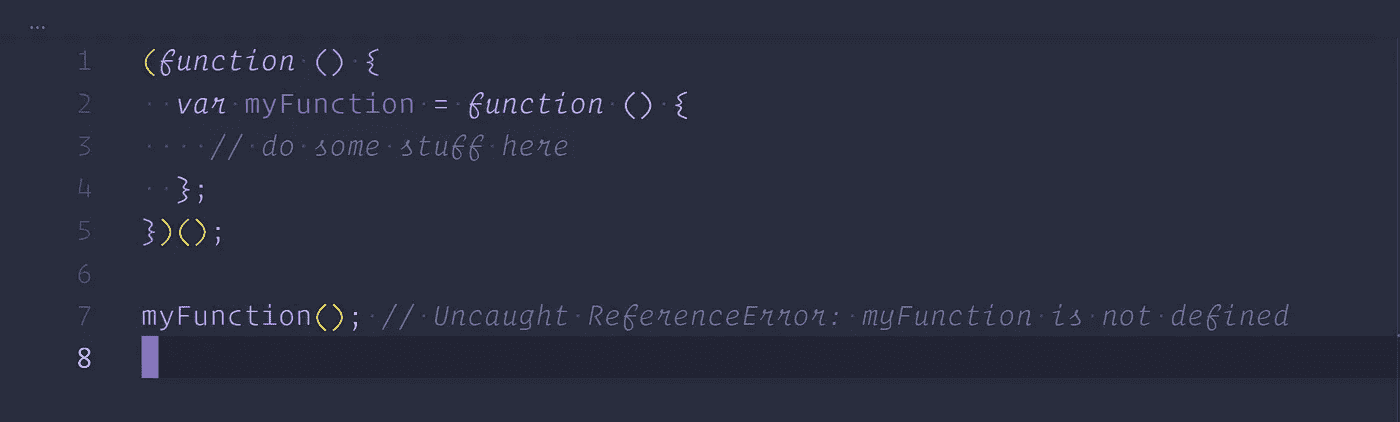 ...
1 (function () {
2   var myFunction = function () {
3     // do some stuff here
4   };
5 })();
6
7 myFunction(); // Uncaught ReferenceError: myFunction is not defined
8